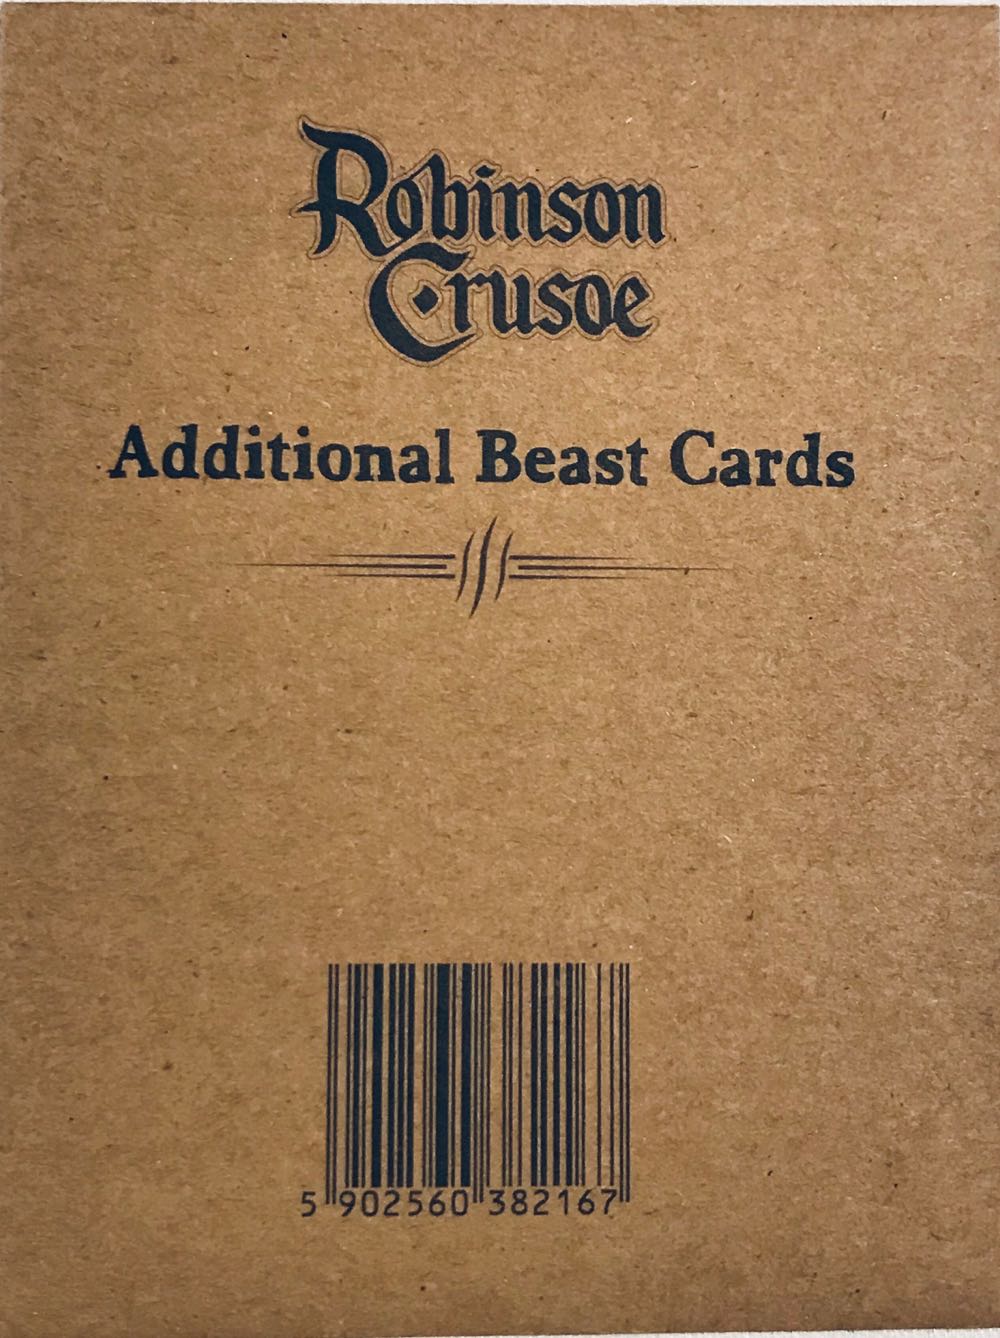 Robinson
Crusoe
Additional Beast Cards
5 902560 382167